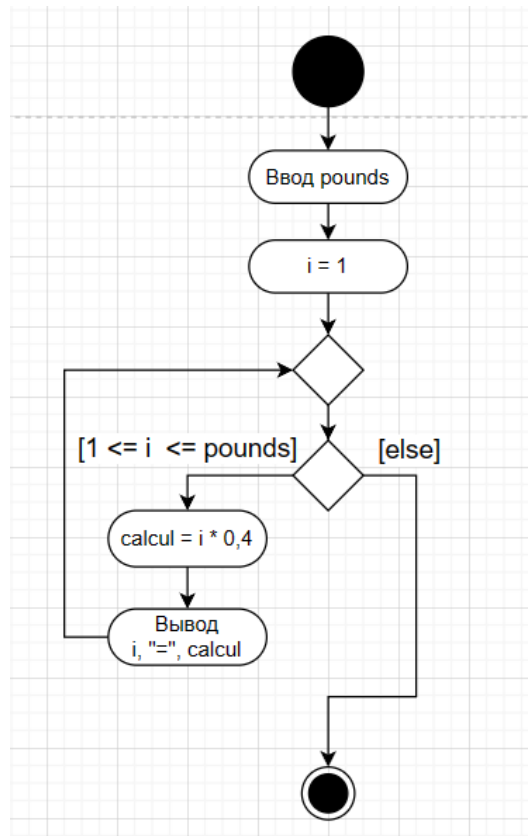 Ввод pounds
i = 1
[1 <= i  <= pounds]
[else]
calcul = i * 0,4
Вывод
i, "=", calcul